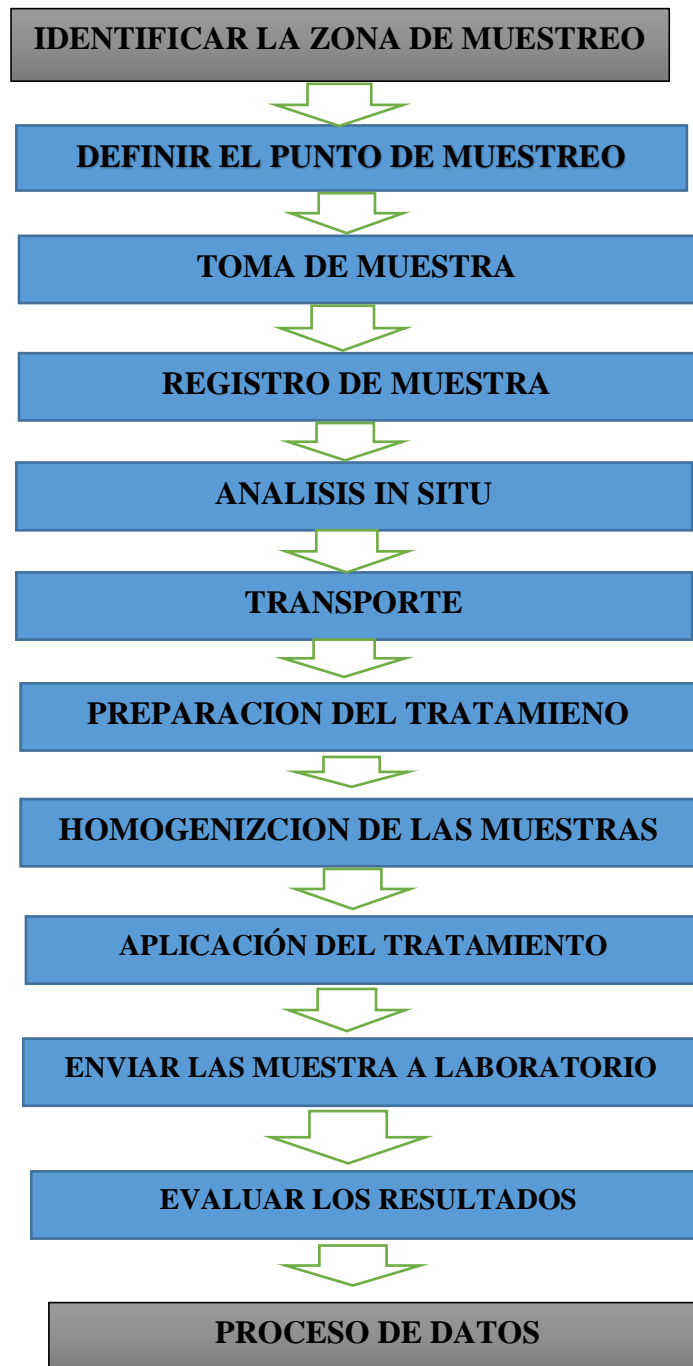 IDENTIFICAR LA ZONA DE MUESTREO
DEFINIR EL PUNTO DE MUESTREO
TOMA DE MUESTRA
REGISTRO DE MUESTRA
ANALISIS IN SITU
TRANSPORTE
PREPARACION DEL TRATAMIENO
HOMOGENIZCION DE LAS MUESTRAS
APLICACIÓN DEL TRATAMIENTO
ENVIAR LAS MUESTRA A LABORATORIO
EVALUAR LOS RESULTADOS
PROCESO DE DATOS